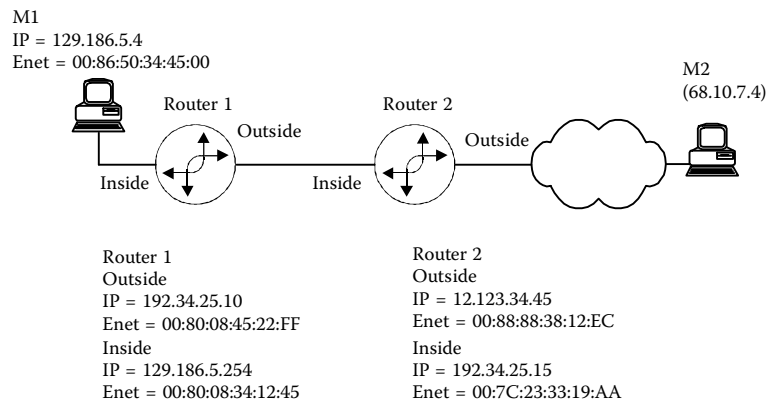 M1
IP = 129.186.5.4
Enet = 00:86:50:34:45:00
M2
(68.10.7.4)
Router 1
Router 2
Outside
Outside
Inside
Inside
Router 1
Outside
IP = 192.34.25.10
Enet = 00:80:08:45:22:FF
Inside
IP = 129.186.5.254
Enet = 00:80:08:34:12:45
Router 2
Outside
IP = 12.123.34.45
Enet = 00:88:88:38:12:EC
Inside
IP = 192.34.25.15
Enet = 00:7C:23:33:19:AA